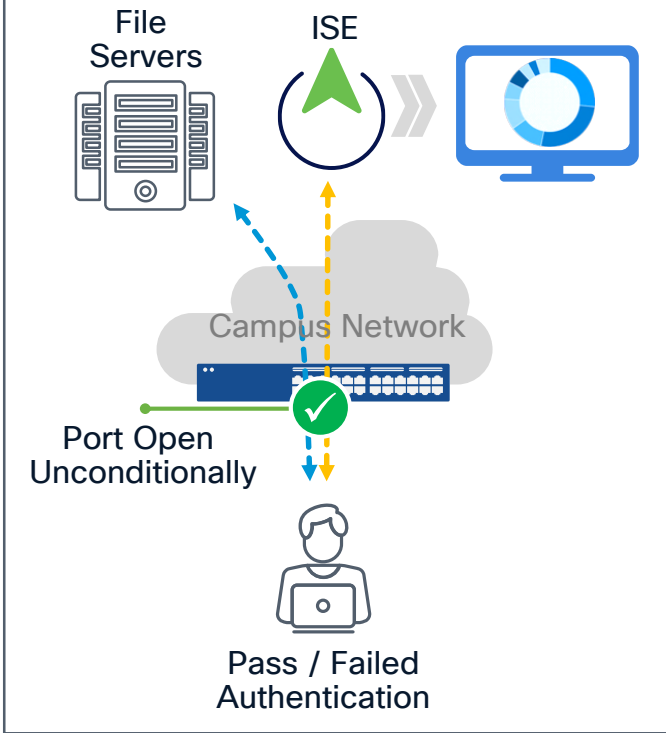 File
Servers
ISE
Campus Network
Port Open
Unconditionally
Pass / Failed
Authentication